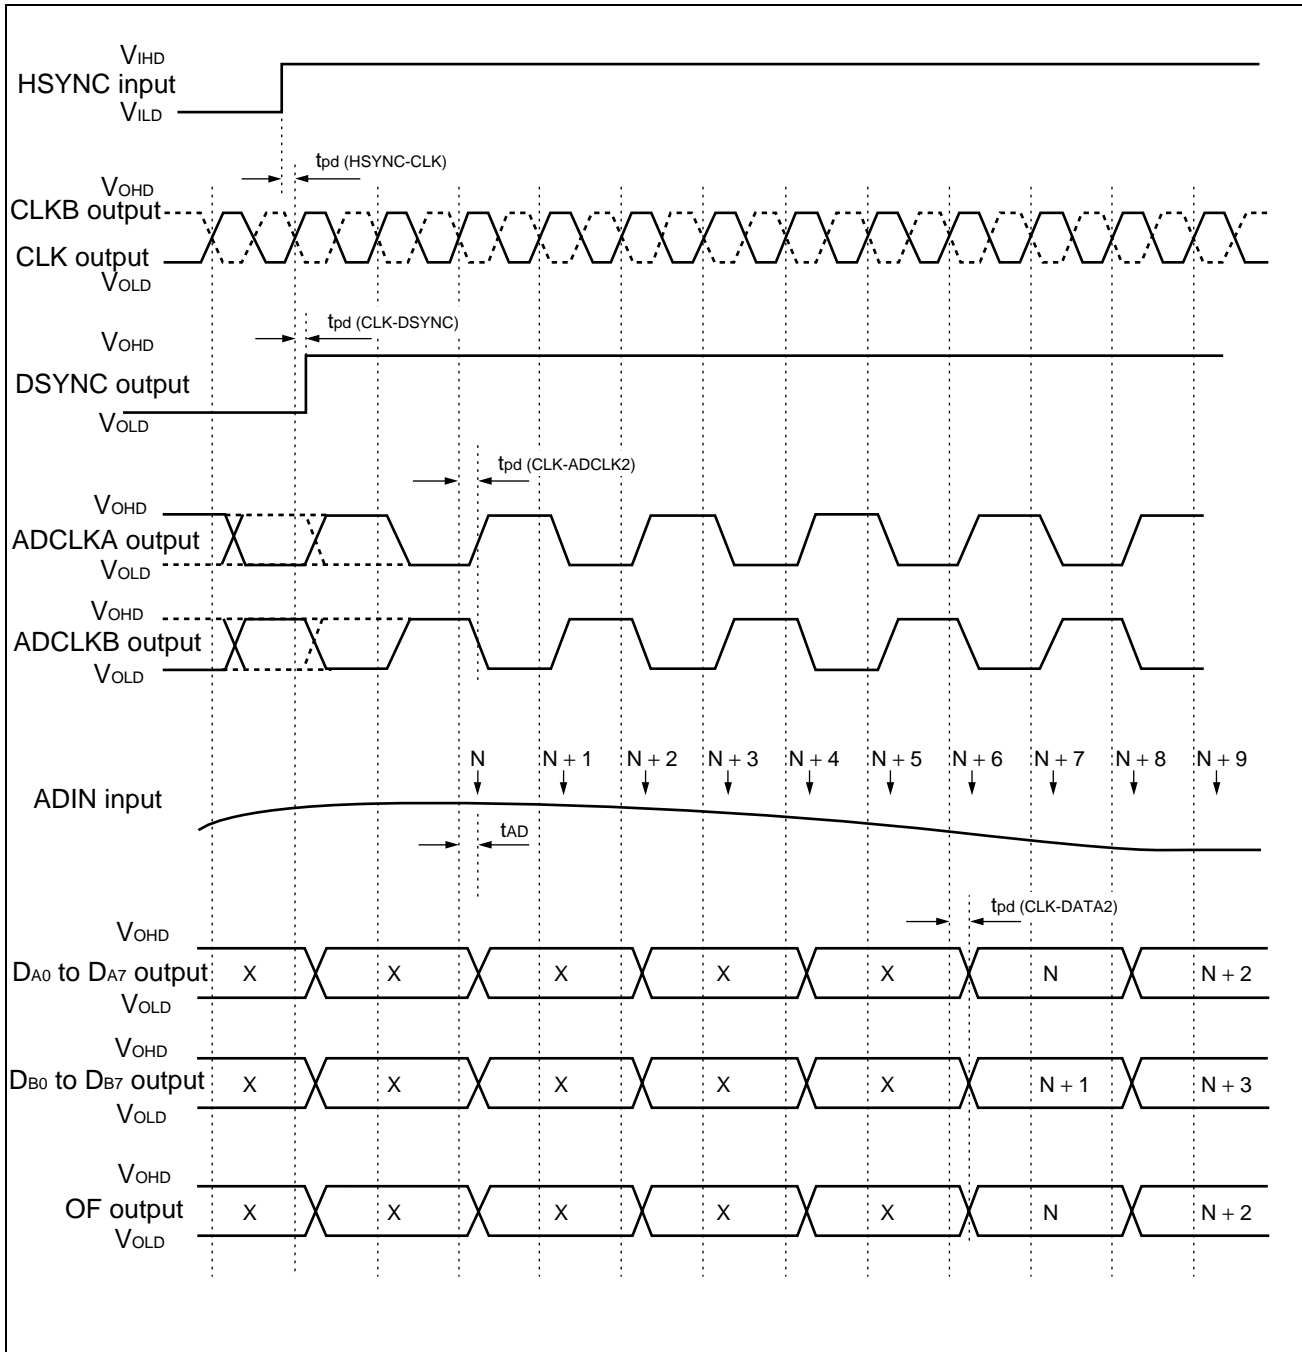 VIHD
HSYNC input
VILD
tpd (HSYNC-CLK)
VOHD
CLKB output
CLK output
VOLD
tpd (CLK-DSYNC)
VOHD
DSYNC output
VOLD
tpd (CLK-ADCLK2)
VOHD
ADCLKA output
VOLD
VOHD
ADCLKB output
VOLD
N N + 1 N + 2 N + 3 N + 4 N + 5 N + 6 N + 7 N + 8 N + 9
ADIN input
tAD
tpd (CLK-DATA2)
VOHD
DA0 to DA7 output X X X X X N N + 2
VOLD
VOHD
DB0 to DB7 output X X X X X N + 1 N + 3
VOLD
VOHD
OF output X X X X X N N + 2
VOLD